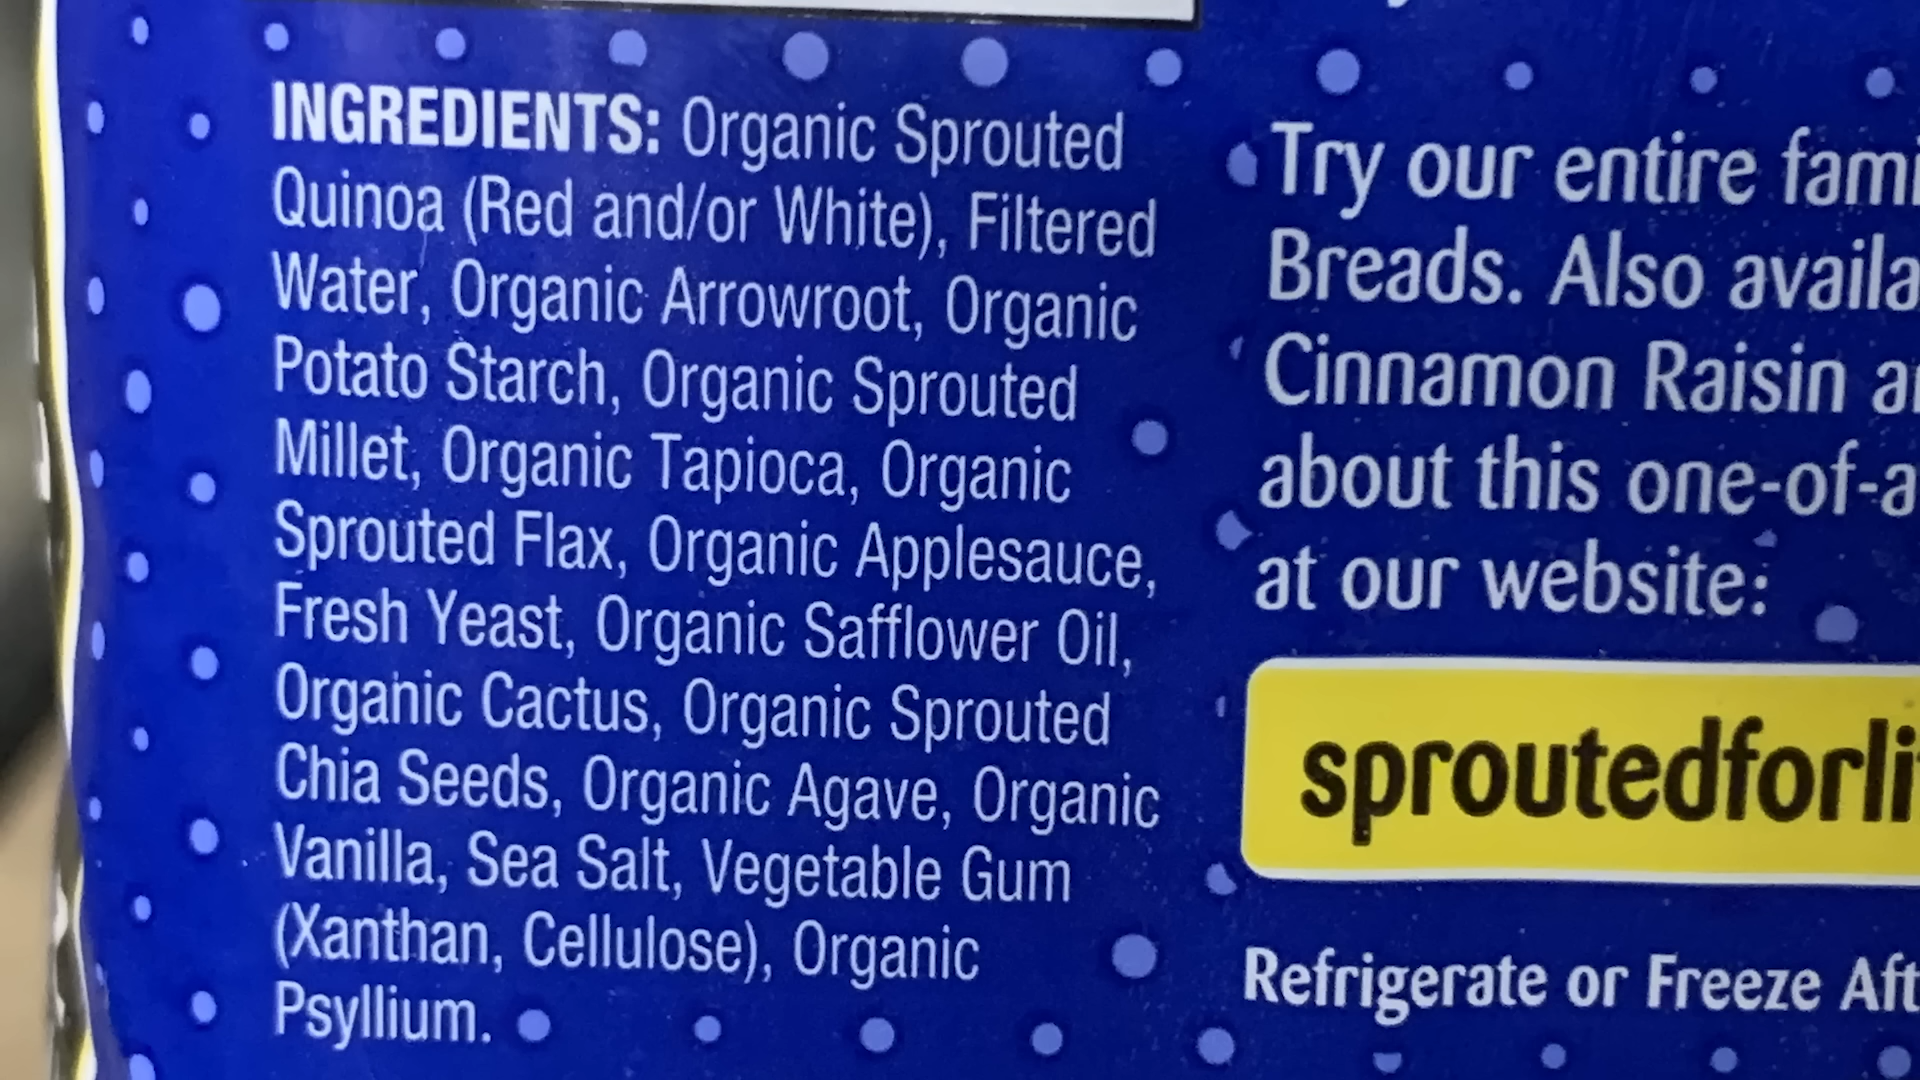 INGREDIENTS: Organic Sprouted
Quinoa (Red and/or White), Filtered
Water, Organic Arrowroot, Organic
Potato Starch, Organic Sprouted
Millet, Organic Tapioca, Organic
Sprouted Flax, Organic Applesauce,
Fresh Yeast, Organic Safflower Oil,
Organic Cactus, Organic Sprouted
Chia Seeds, Organic Agave, Organic
Vanilla, Sea Salt, Vegetable Gum
(Xanthan, Cellulose), Organic
Psyllium.
Try our entire fami
Breads. Also availa
Cinnamon Raisin a
about this one-of-a
at our website:
sproutedforli
Refrigerate or Freeze Aft